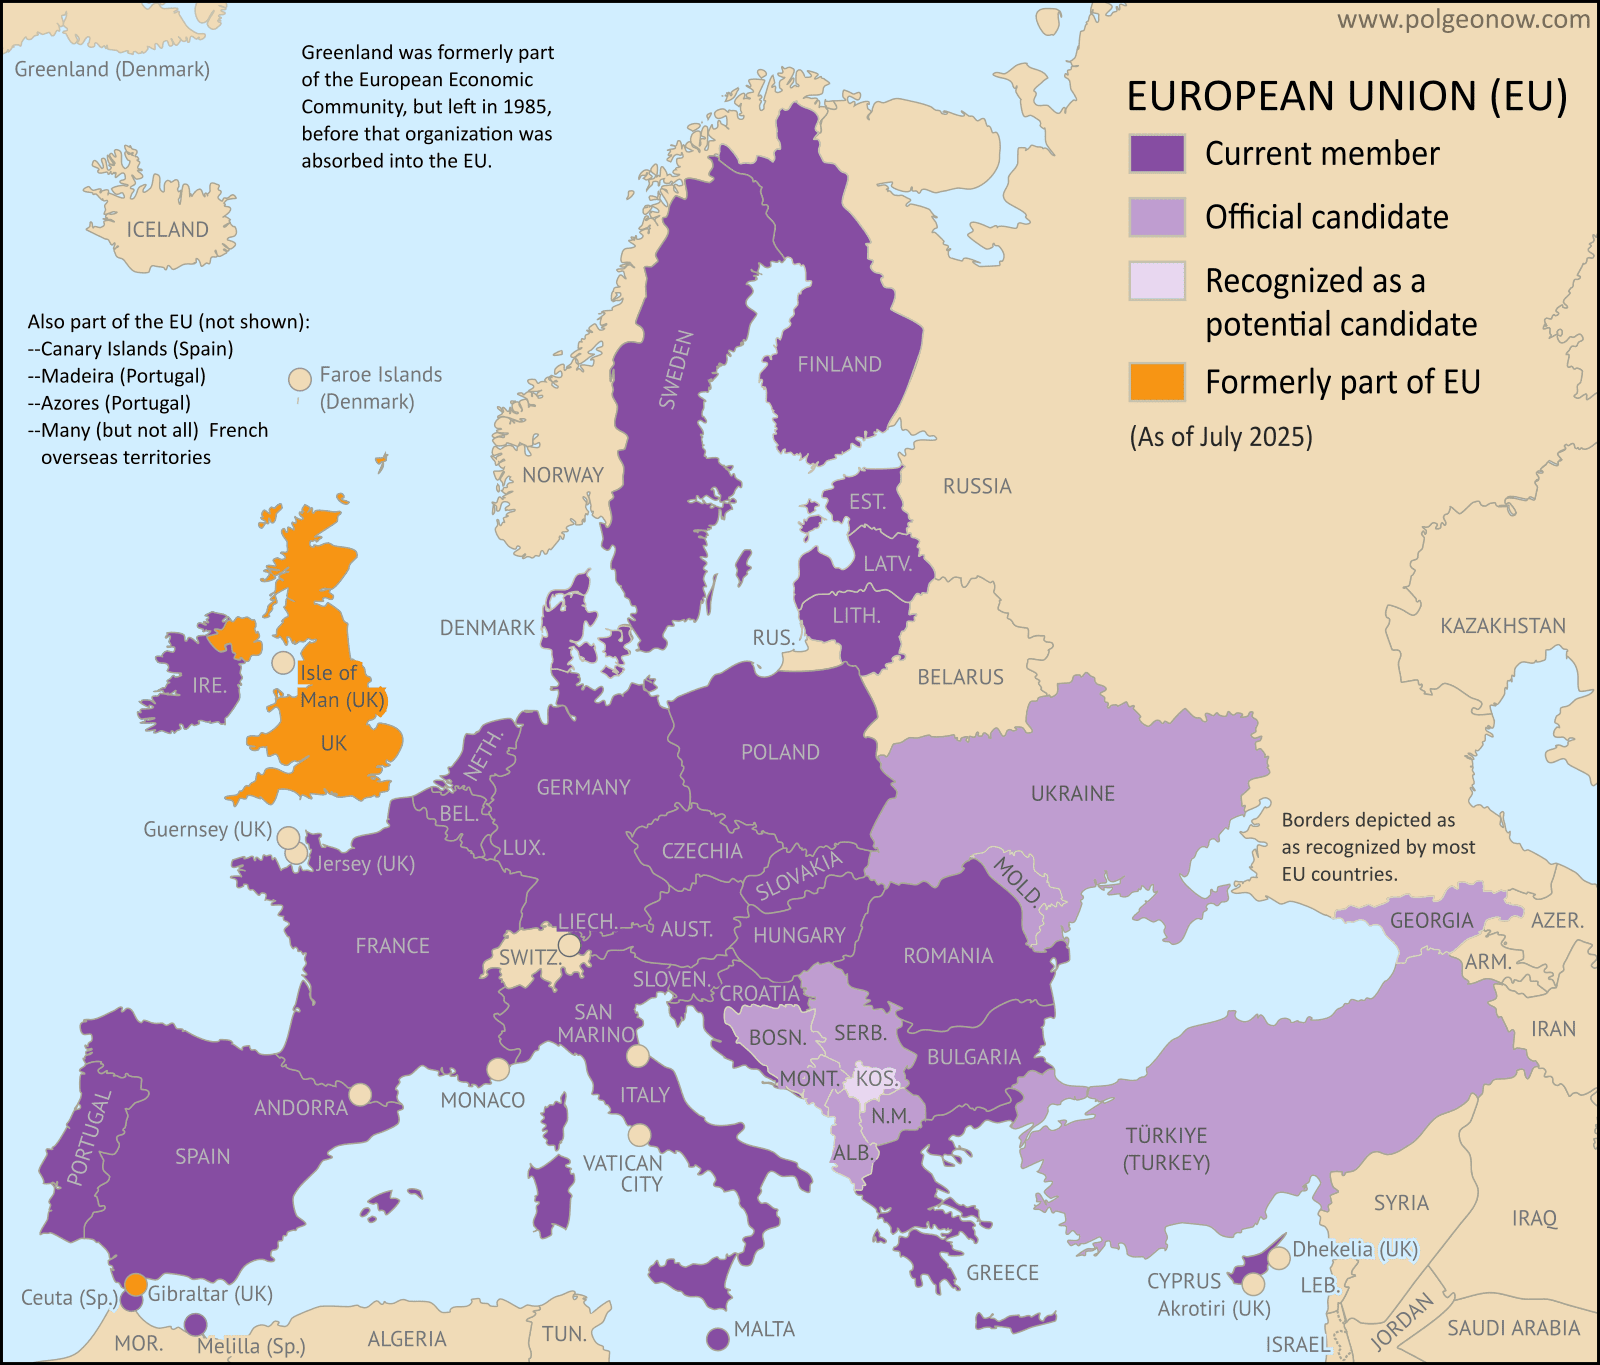 www.polgeonow.com
EUROPEAN UNION (EU)
Current member
Official candidate
Recognized as a
potential candidate
Formerly part of EU
(As of July 2025)
Greenland (Denmark)
Greenland was formerly part
of the European Economic
Community, but left in 1985,
before that organization was
absorbed into the EU.
ICELAND
Also part of the EU (not shown):
--Canary Islands (Spain)
--Madeira (Portugal)
--Azores (Portugal)
--Many (but not all) French
overseas territories
Faroe Islands
(Denmark)
SWEDEN
FINLAND
NORWAY
RUSSIA
EST.
LATV.
LITH.
RUS.
DENMARK
BELARUS
KAZAKHSTAN
IRE.
Isle of
Man (UK)
UK
NETH.
GERMANY
POLAND
UKRAINE
BEL.
LUX.
Guernsey (UK)
Jersey (UK)
CZECHIA
SLOVAKIA
MOLD.
Borders depicted as
as recognized by most
EU countries.
LIECH.
SWITZ.
AUST.
HUNGARY
FRANCE
ROMANIA
GEORGIA
AZER.
ARM.
IRAN
SLOVEN.
CROATIA
SAN
MARINO
BOSN.
SERB.
BULGARIA
MONT.
KOS.
N.M.
ALB.
ITALY
MONACO
ANDORRA
PORTUGAL
SPAIN
VATICAN
CITY
TÜRKIYE
(TURKEY)
SYRIA
IRAQ
GREECE
CYPRUS
Dhekelia (UK)
Akrotiri (UK)
LEB.
ISRAEL
JORDAN
SAUDI ARABIA
Ceuta (Sp.)
Gibraltar (UK)
MOR.
Melilla (Sp.)
ALGERIA
TUN.
MALTA